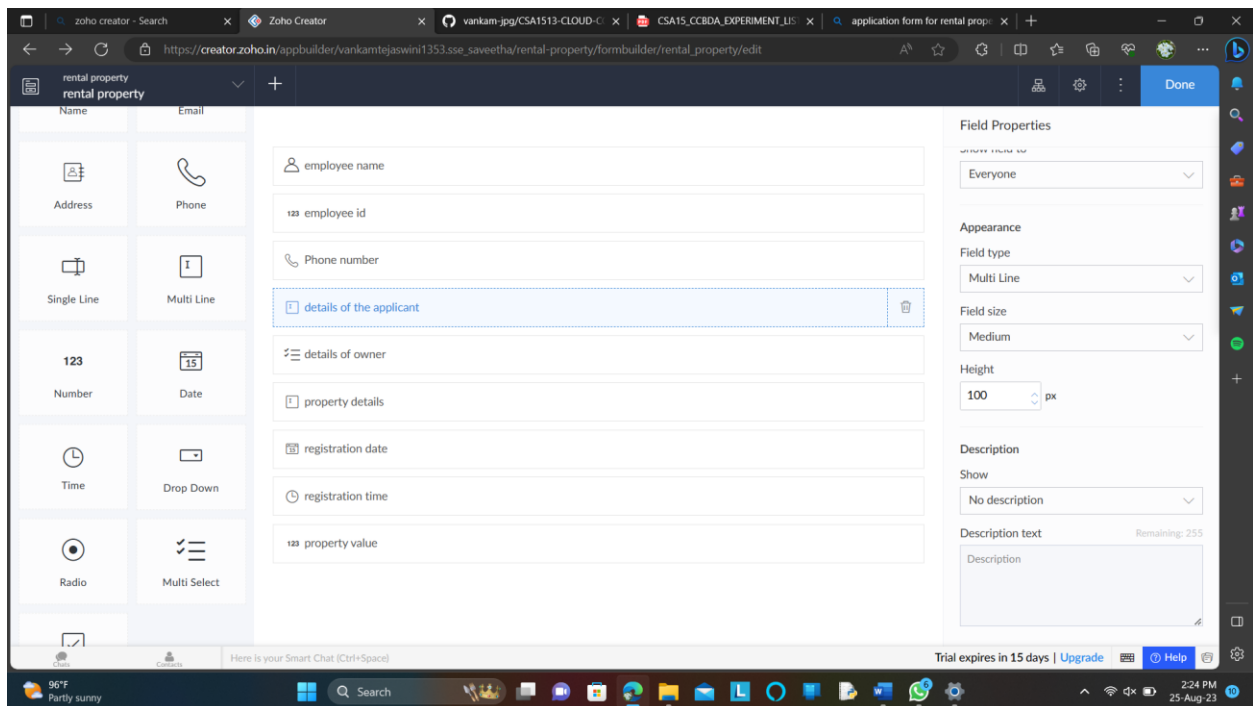 zoho creator - Search
Zoho Creator
vankam-jpg/CSA1513-CLOUD-C
CSA15_CCBDA_EXPERIMENT_LIS
application form for rental prope
https://creator.zoho.in/appbuilder/vankamtejaswini1353.sse_saveetha/rental-property/formbuilder/rental_property/edit
rental property
rental property
Done
Name
Email
Address
Phone
Single Line
Multi Line
123
15
Number
Date
Time
Drop Down
Radio
Multi Select
employee name
123 employee id
Phone number
details of the applicant
details of owner
property details
registration date
registration time
123 property value
Field Properties
Show field to
Everyone
Appearance
Field type
Multi Line
Field size
Medium
Height
100 px
Description
Show
No description
Description text
Remaining: 255
Description
Chats
Contacts
Here is your Smart Chat (Ctrl+Space)
Trial expires in 15 days | Upgrade
Help
96°F
Partly sunny
Search
6
2:24 PM
25-Aug-23
10